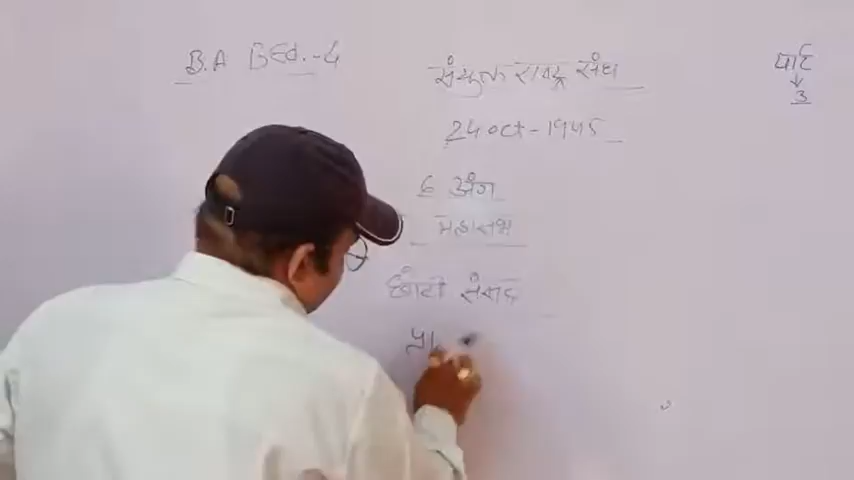 B.A BEd.-4
संयुक्त राष्ट्र संघ
पार्ट
↓
3
24 oct - 1945
6 अंग
महासभा
छोटी संसद